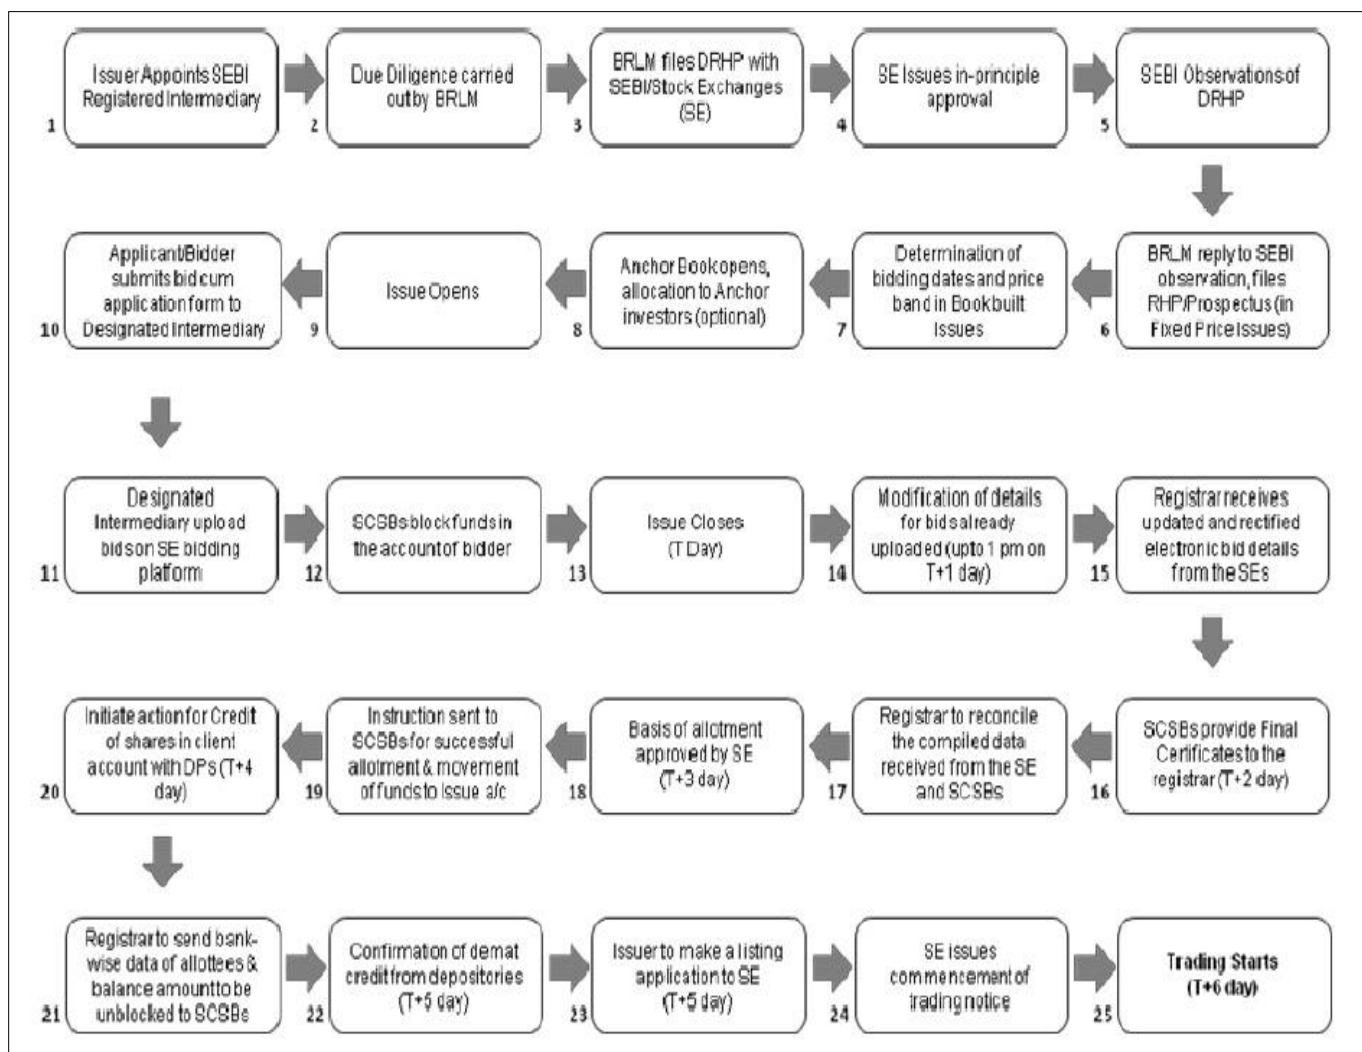 Issuer Appoints SEBI
Registered Intermediary
1
Due Diligence carried
out by BRLM
2
BRLM files DRHP with
SEBI/Stock Exchanges
(SE)
3
SE Issues in-principle
approval
4
SEBI Observations of
DRHP
5
BRLM reply to SEBI
observation, files
RHP/Prospectus (in
Fixed Price Issues)
6
Determination of
bidding dates and price
band in Book built
Issues
7
Anchor Book opens,
allocation to Anchor
investors (optional)
8
Issue Opens
9
Applicant/Bidder
submits bid cum
application form to
Designated Intermediary
10
Designated
Intermediary upload
bids on SE bidding
platform
11
SCSBs block funds in
the account of bidder
12
Issue Closes
(T Day)
13
Modification of details
for bids already
uploaded (upto 1 pm on
T+1 day)
14
Registrar receives
updated and rectified
electronic bid details
from the SEs
15
SCSBs provide Final
Certificates to the
registrar (T+2 day)
16
Registrar to reconcile
the compiled data
received from the SE
and SCSBs
17
Basis of allotment
approved by SE
(T+3 day)
18
Instruction sent to
SCSBs for successful
allotment & movement
of funds to Issue a/c
19
Initiate action for Credit
of shares in client
account with DPs (T+4
day)
20
Registrar to send bank-
wise data of allottees &
balance amount to be
unblocked to SCSBs
21
Confirmation of demat
credit from depositories
(T+5 day)
22
Issuer to make a listing
application to SE
(T+5 day)
23
SE issues
commencement of
trading notice
24
Trading Starts
(T+6 day)
25